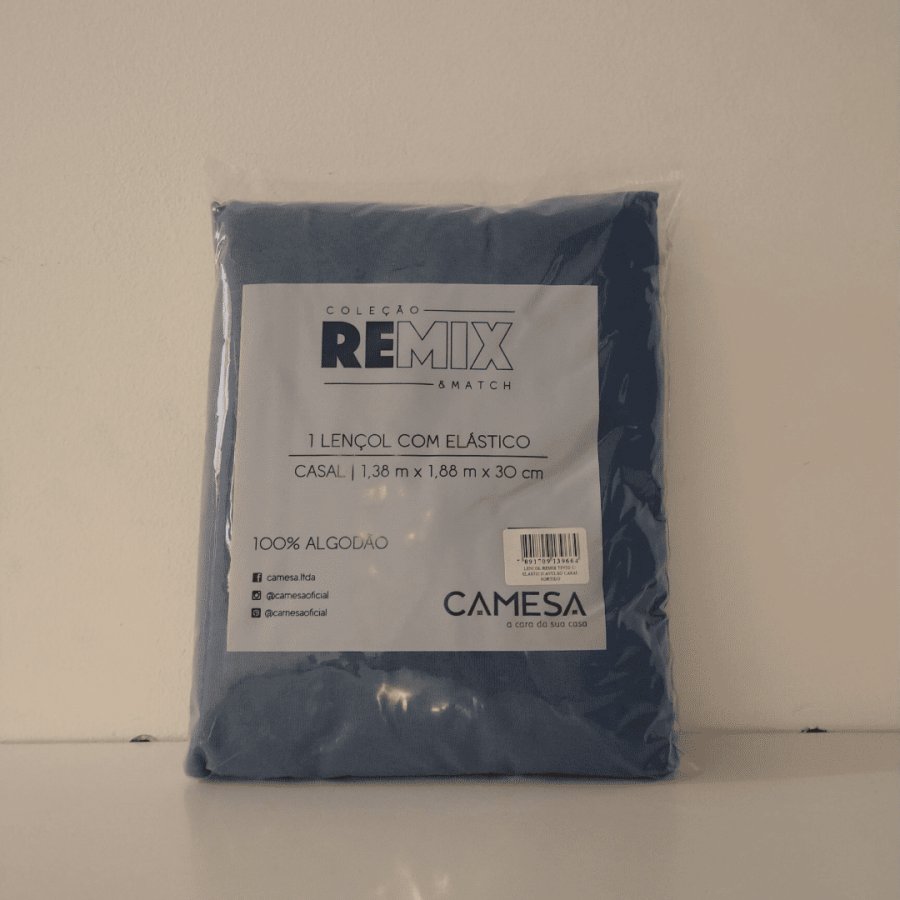 COLEÇÃO
REMIX
& MATCH
1 LENÇOL COM ELÁSTICO
CASAL | 1,38 m x 1,88 m x 30 cm
100% ALGODÃO
camesa.ltda
@camesaoficial
@camesaoficial
CAMESA
a cara da sua casa